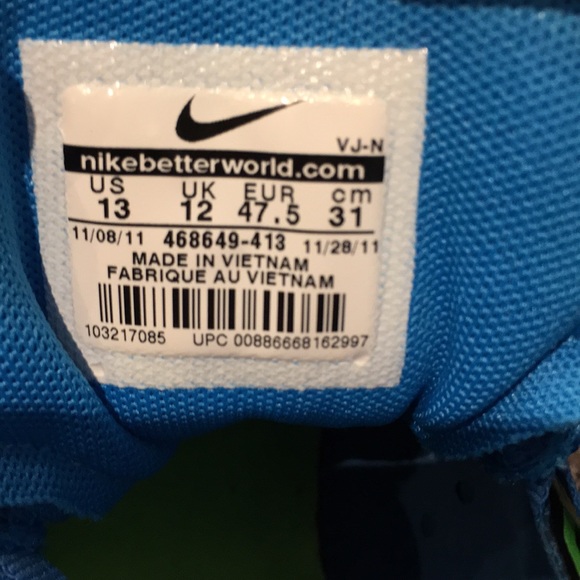 VJ-N
nikebetterworld.com
US UK EUR cm
13 12 47.5 31
11/08/11 468649-413 11/28/11
MADE IN VIETNAM
FABRIQUE AU VIETNAM
103217085 UPC 00886668162997